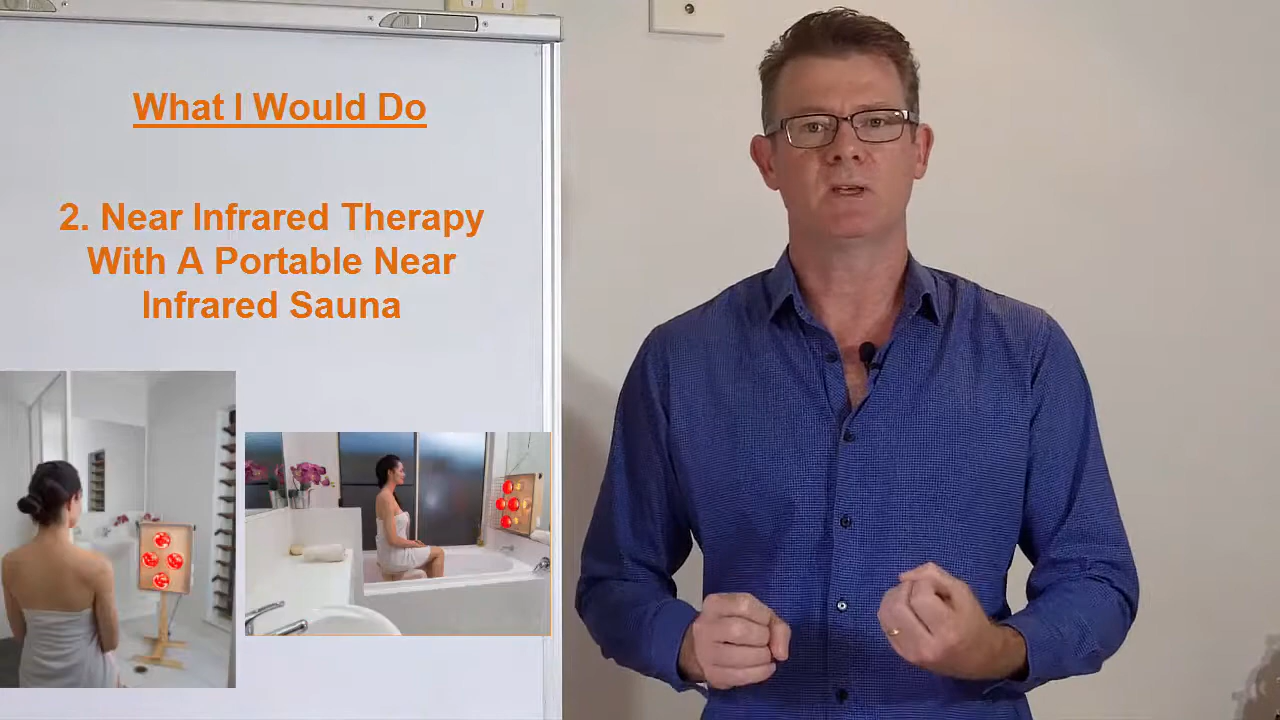 What I Would Do
2. Near Infrared Therapy
With A Portable Near
Infrared Sauna